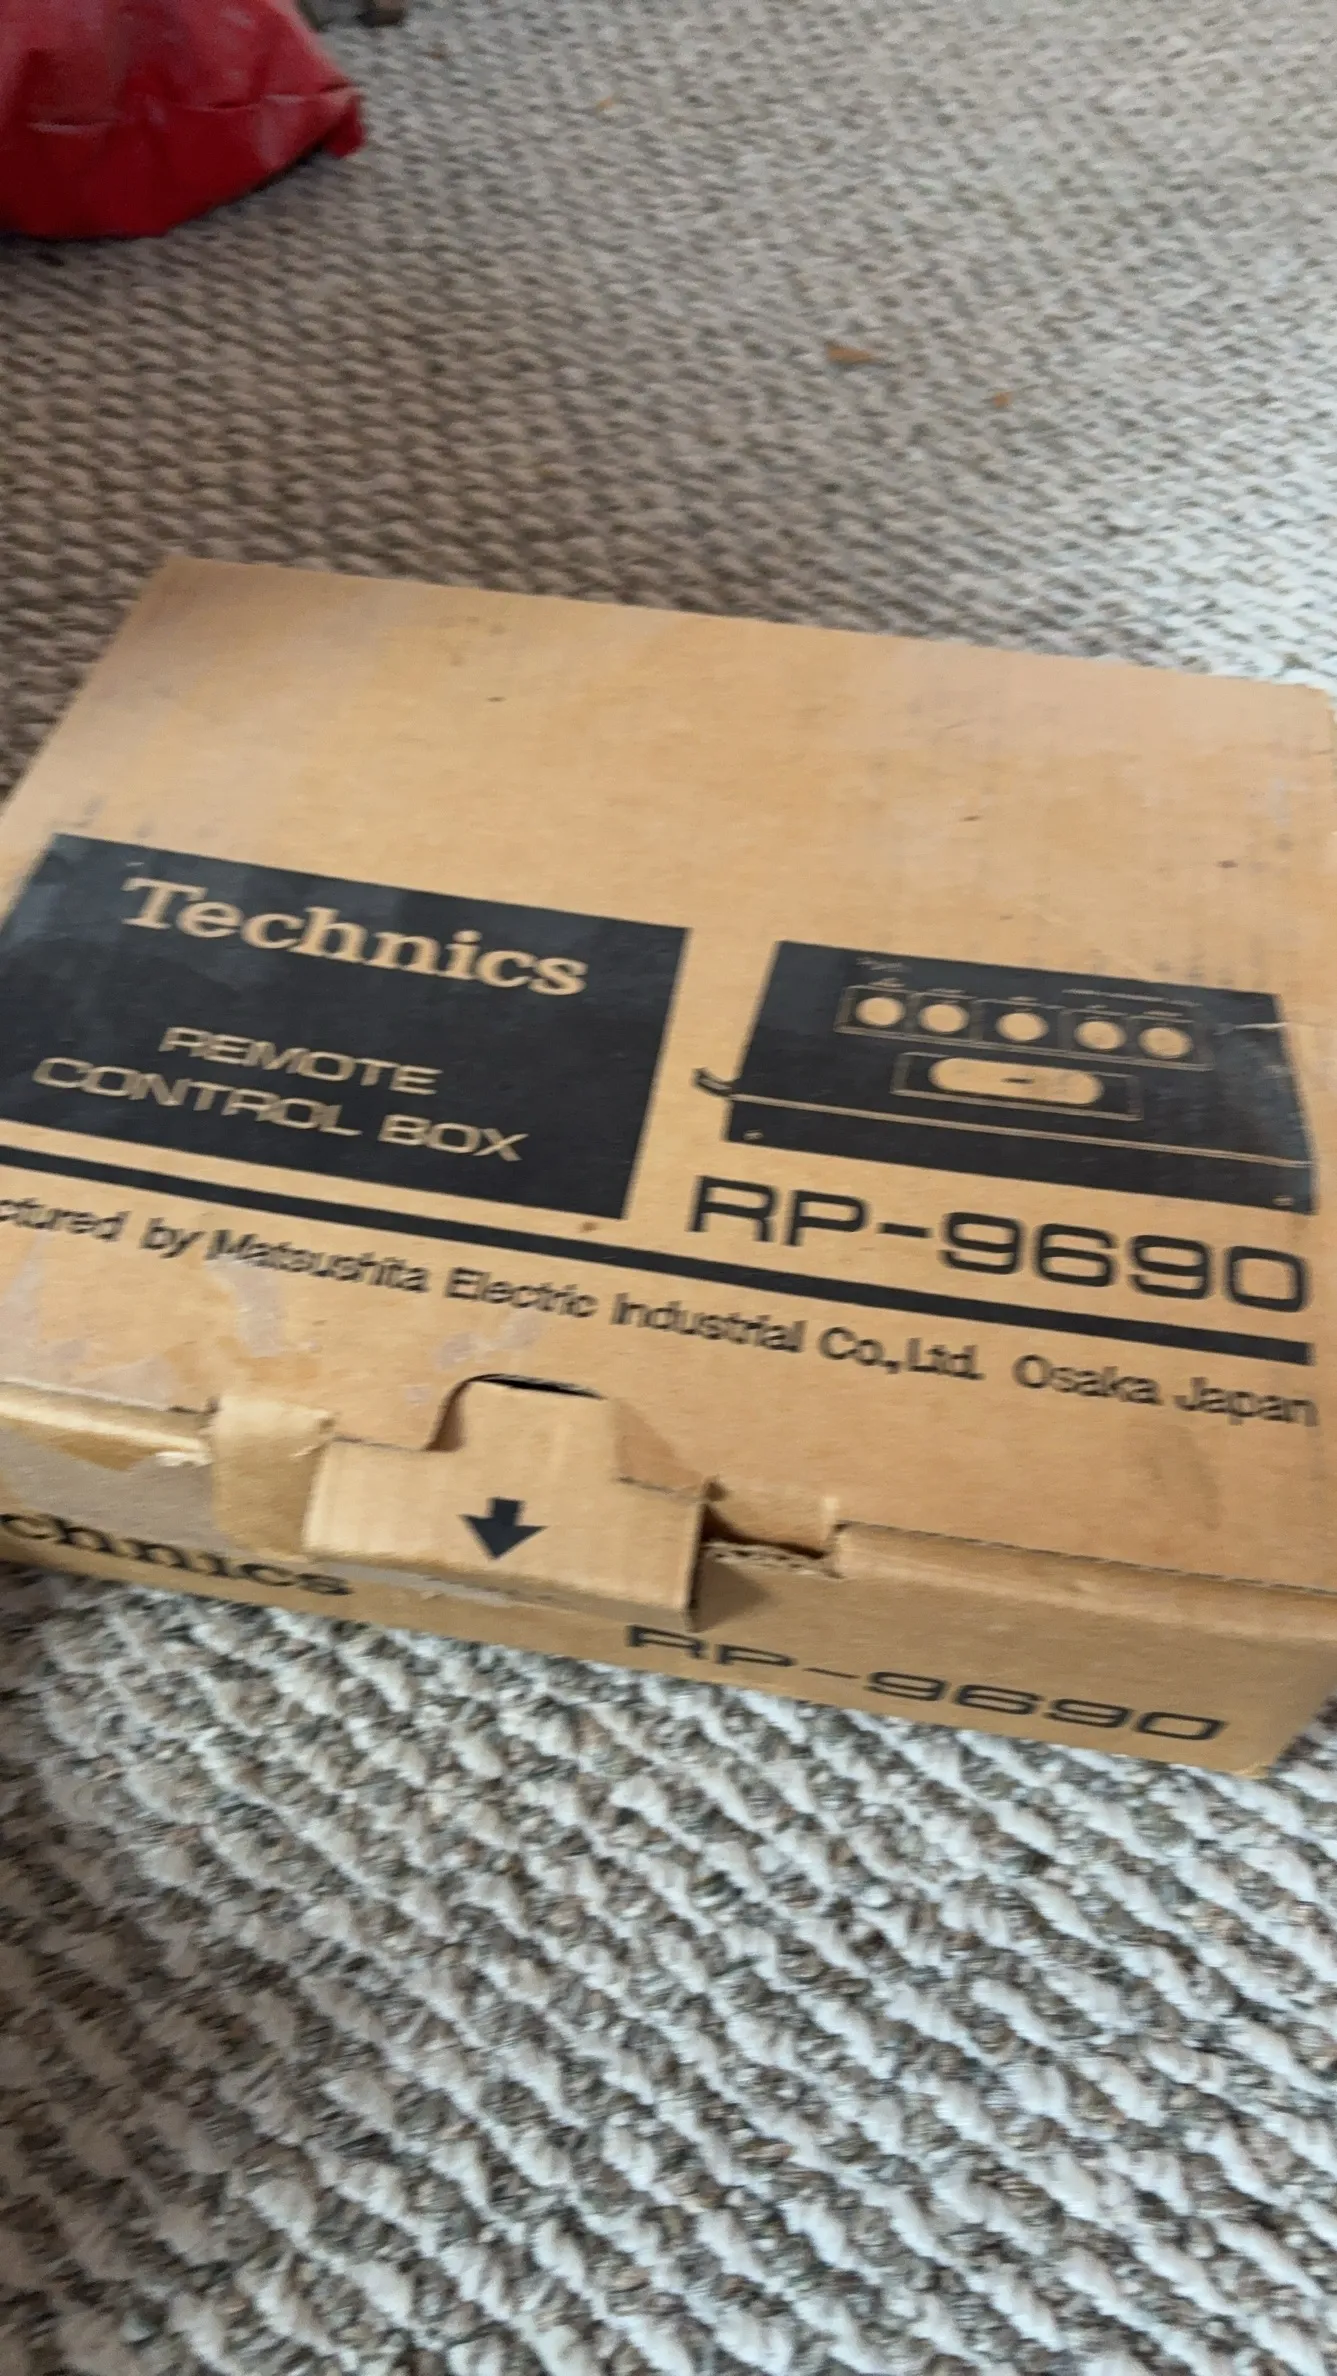 Technics
REMOTE
CONTROL BOX
RP-9690
ctured by Matsushita Electric Industrial Co.,Ltd. Osaka Japan
chnics
RP-9690